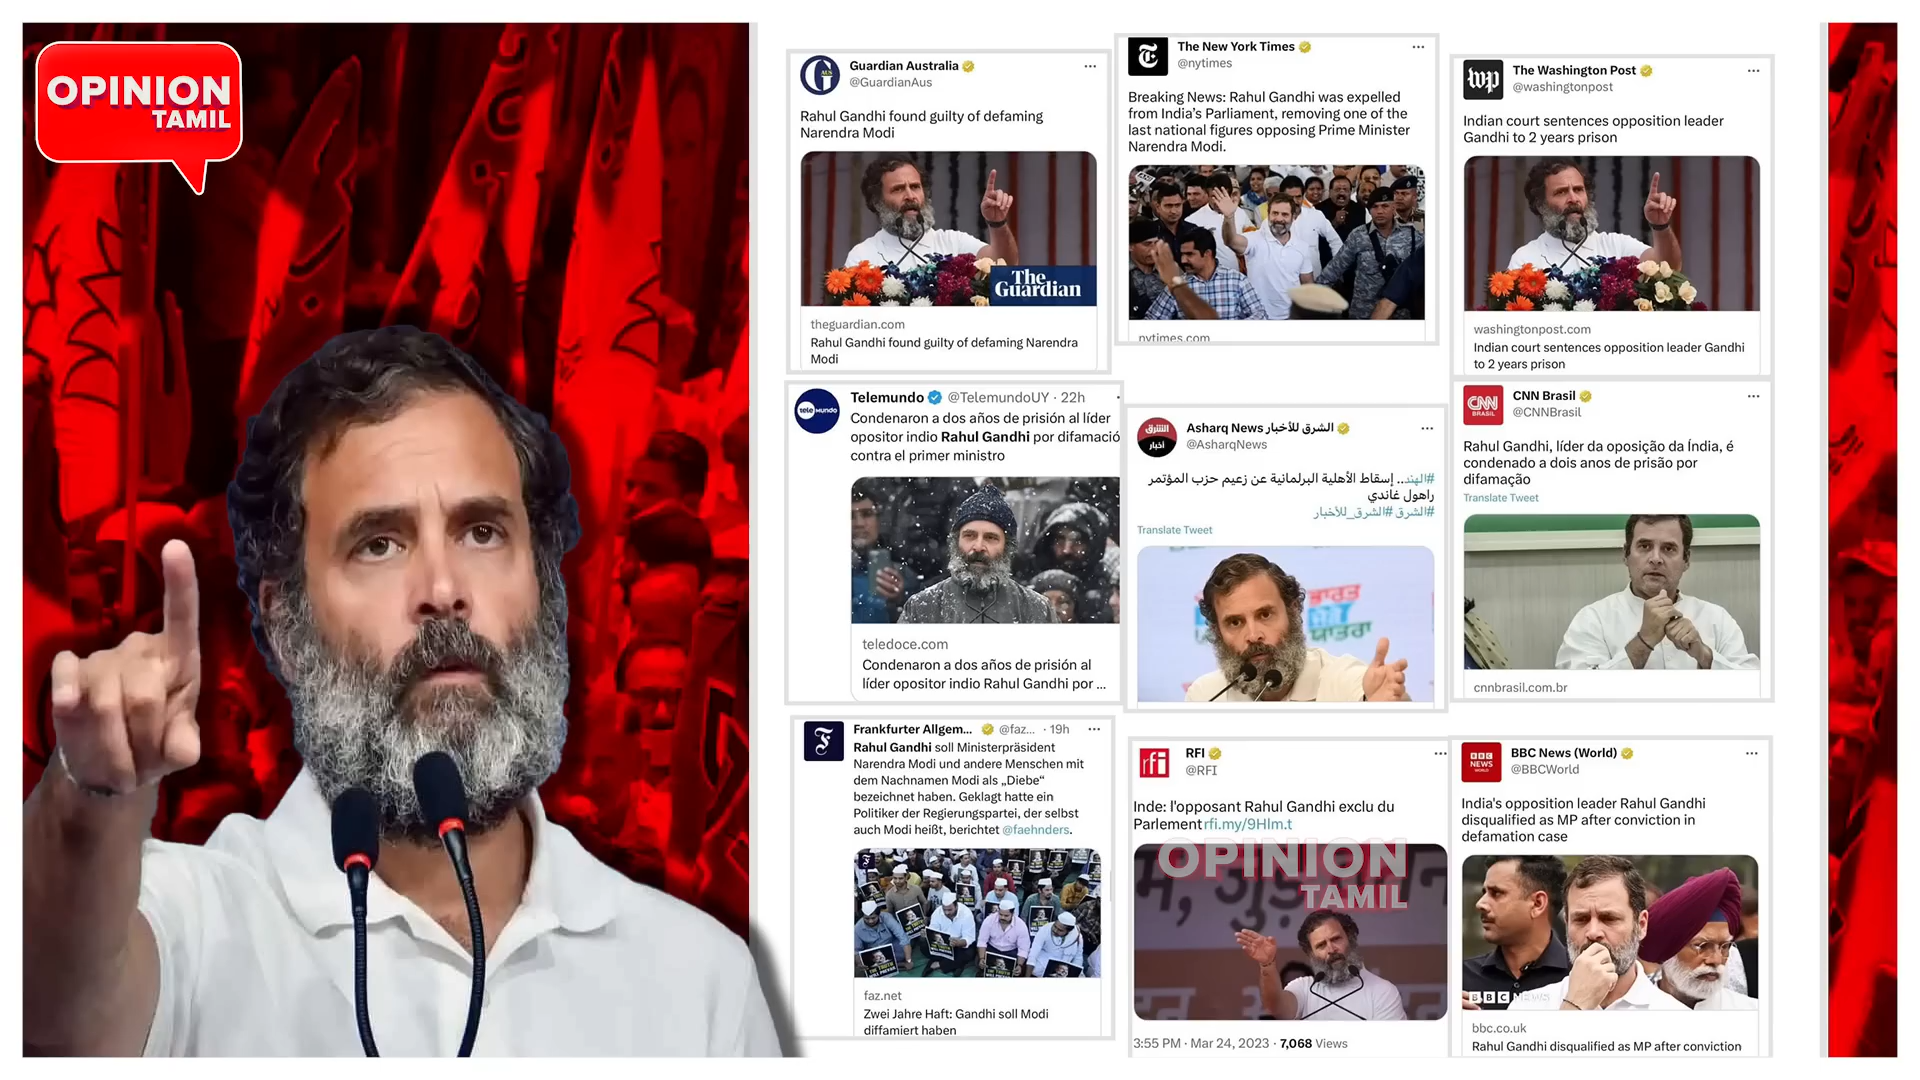 OPINION
TAMIL
Guardian Australia
@GuardianAus
Rahul Gandhi found guilty of defaming
Narendra Modi
The
Guardian
theguardian.com
Rahul Gandhi found guilty of defaming Narendra
Modi
The New York Times
@nytimes
Breaking News: Rahul Gandhi was expelled
from India’s Parliament, removing one of the
last national figures opposing Prime Minister
Narendra Modi.
nytimes.com
wp
The Washington Post
@washingtonpost
Indian court sentences opposition leader
Gandhi to 2 years prison
washingtonpost.com
Indian court sentences opposition leader Gandhi
to 2 years prison
teleMUNDO
Telemundo @TelemundoUY · 22h
Condenaron a dos años de prisión al líder
opositor indio Rahul Gandhi por difamació
contra el primer ministro
teledoce.com
Condenaron a dos años de prisión al
líder opositor indio Rahul Gandhi por ...
الشرق
أخبار
Asharq News الشرق للأخبار
@AsharqNews
#الهند.. إسقاط الأهلية البرلمانية عن زعيم حزب المؤتمر
راهول غاندي
#الشرق #الشرق_للأخبار
Translate Tweet
CNN
BRASIL
CNN Brasil
@CNNBrasil
Rahul Gandhi, líder da oposição da Índia, é
condenado a dois anos de prisão por
difamação
Translate Tweet
cnnbrasil.com.br
Frankfurter Allgem... @faz... · 19h
Rahul Gandhi soll Ministerpräsident
Narendra Modi und andere Menschen mit
dem Nachnamen Modi als „Diebe“
bezeichnet haben. Geklagt hatte ein
Politiker der Regierungspartei, der selbst
auch Modi heißt, berichtet @faehnders.
faz.net
Zwei Jahre Haft: Gandhi soll Modi
diffamiert haben
rfi
RFI
@RFI
Inde: l'opposant Rahul Gandhi exclu du
Parlement rfi.my/9Hlm.t
OPINION
TAMIL
3:55 PM · Mar 24, 2023 · 7,068 Views
BBC
NEWS
BBC News (World)
@BBCWorld
India's opposition leader Rahul Gandhi
disqualified as MP after conviction in
defamation case
BBC NEWS
bbc.co.uk
Rahul Gandhi disqualified as MP after conviction